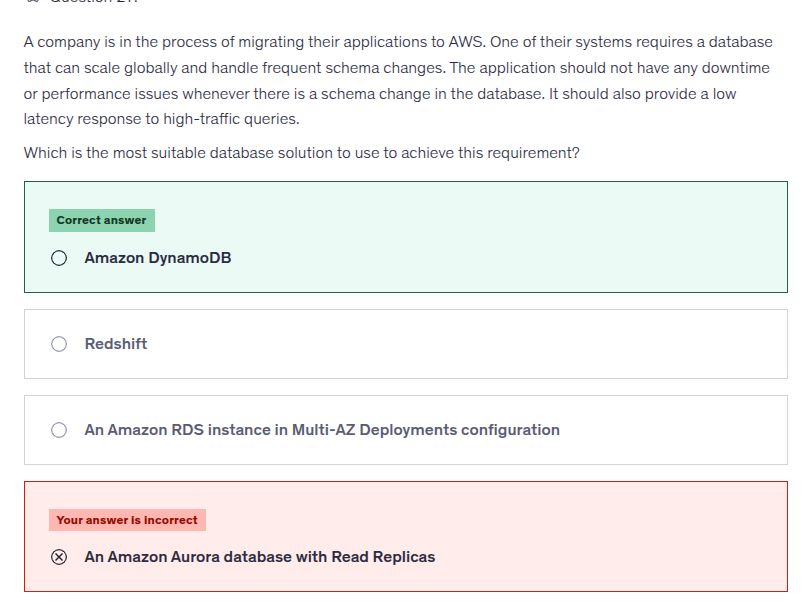 A company is in the process of migrating their applications to AWS. One of their systems requires a database
that can scale globally and handle frequent schema changes. The application should not have any downtime
or performance issues whenever there is a schema change in the database. It should also provide a low
latency response to high-traffic queries.
Which is the most suitable database solution to use to achieve this requirement?
Correct answer
Amazon DynamoDB
Redshift
An Amazon RDS instance in Multi-AZ Deployments configuration
Your answer is incorrect
An Amazon Aurora database with Read Replicas